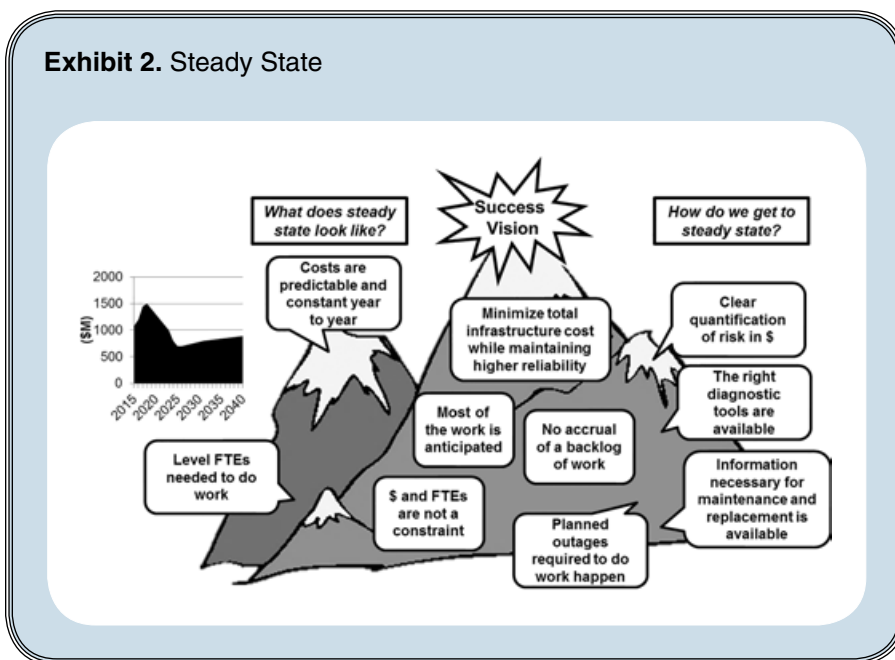 Exhibit 2. Steady State
What does steady
state look like?
Success
Vision
How do we get to
steady state?
Costs are
predictable and
constant year
to year
2000
1500
1000
500
0
($M)
2015
2020
2025
2030
2035
2040
Minimize total
infrastructure cost
while maintaining
higher reliability
Clear
quantification
of risk in $
The right
diagnostic
tools are
available
Most of
the work is
anticipated
No accrual
of a backlog
of work
Level FTEs
needed to do
work
$ and FTEs
are not a
constraint
Information
necessary for
maintenance and
replacement is
available
Planned
outages
required to do
work happen